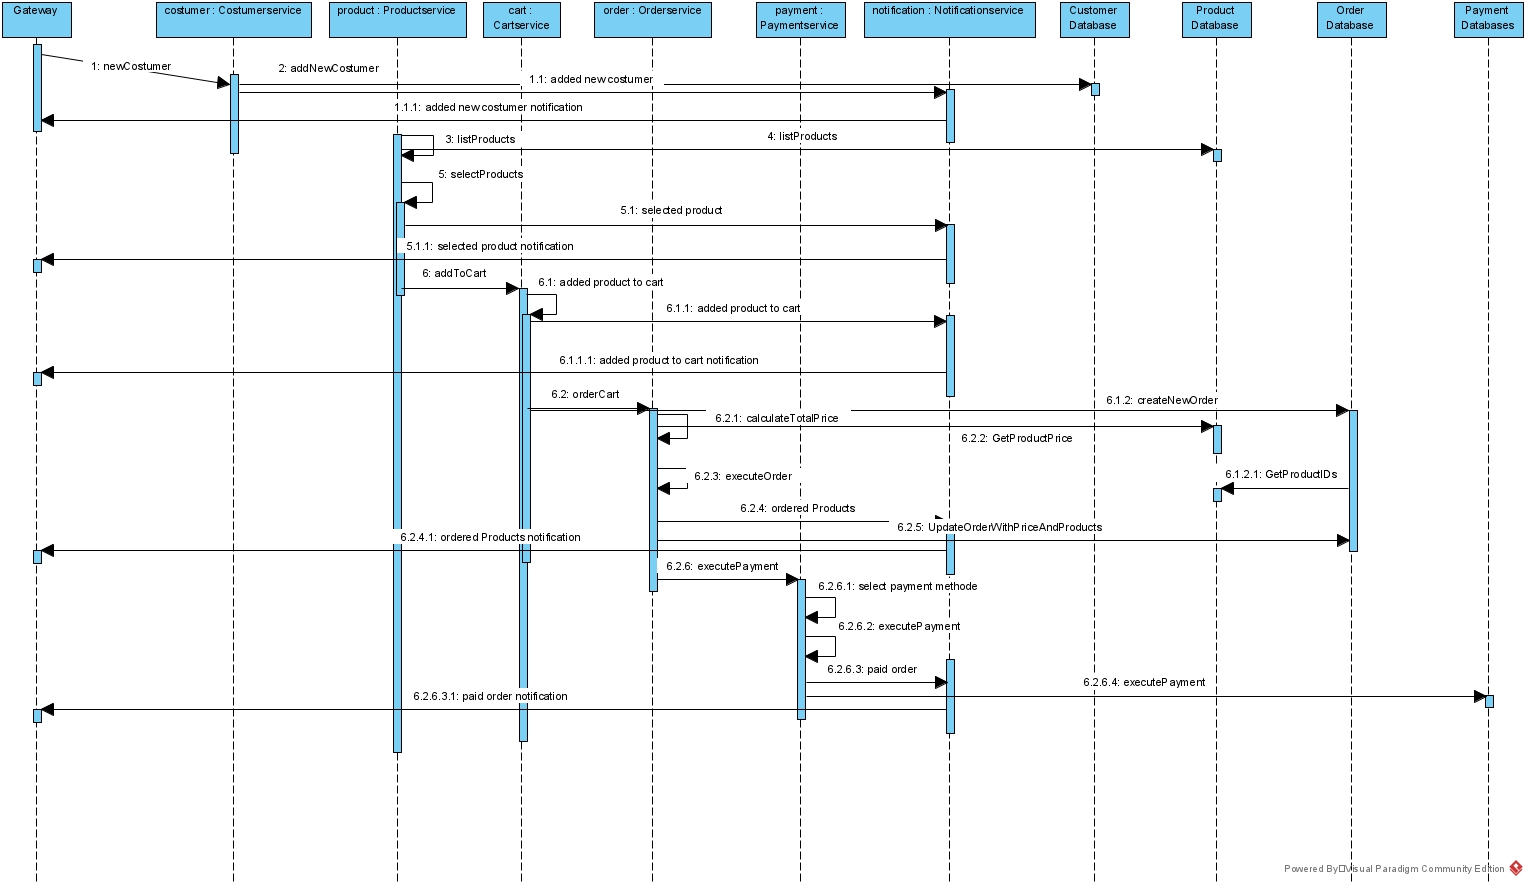 Gateway
costumer : Costumerservice
product : Productservice
cart :
Cartservice
order : Orderservice
payment :
Paymentservice
notification : Notificationservice
Customer
Database
Product
Database
Order
Database
Payment
Databases
1: newCostumer
2: addNewCostumer
1.1: added new costumer
1.1.1: added new costumer notification
3: listProducts
4: listProducts
5: selectProducts
5.1: selected product
5.1.1: selected product notification
6: addToCart
6.1: added product to cart
6.1.1: added product to cart
6.1.1.1: added product to cart notification
6.2: orderCart
6.1.2: createNewOrder
6.2.1: calculateTotalPrice
6.2.2: GetProductPrice
6.2.3: executeOrder
6.1.2.1: GetProductIDs
6.2.4: ordered Products
6.2.5: UpdateOrderWithPriceAndProducts
6.2.4.1: ordered Products notification
6.2.6: executePayment
6.2.6.1: select payment methode
6.2.6.2: executePayment
6.2.6.3: paid order
6.2.6.4: executePayment
6.2.6.3.1: paid order notification
Powered By□Visual Paradigm Community Edition